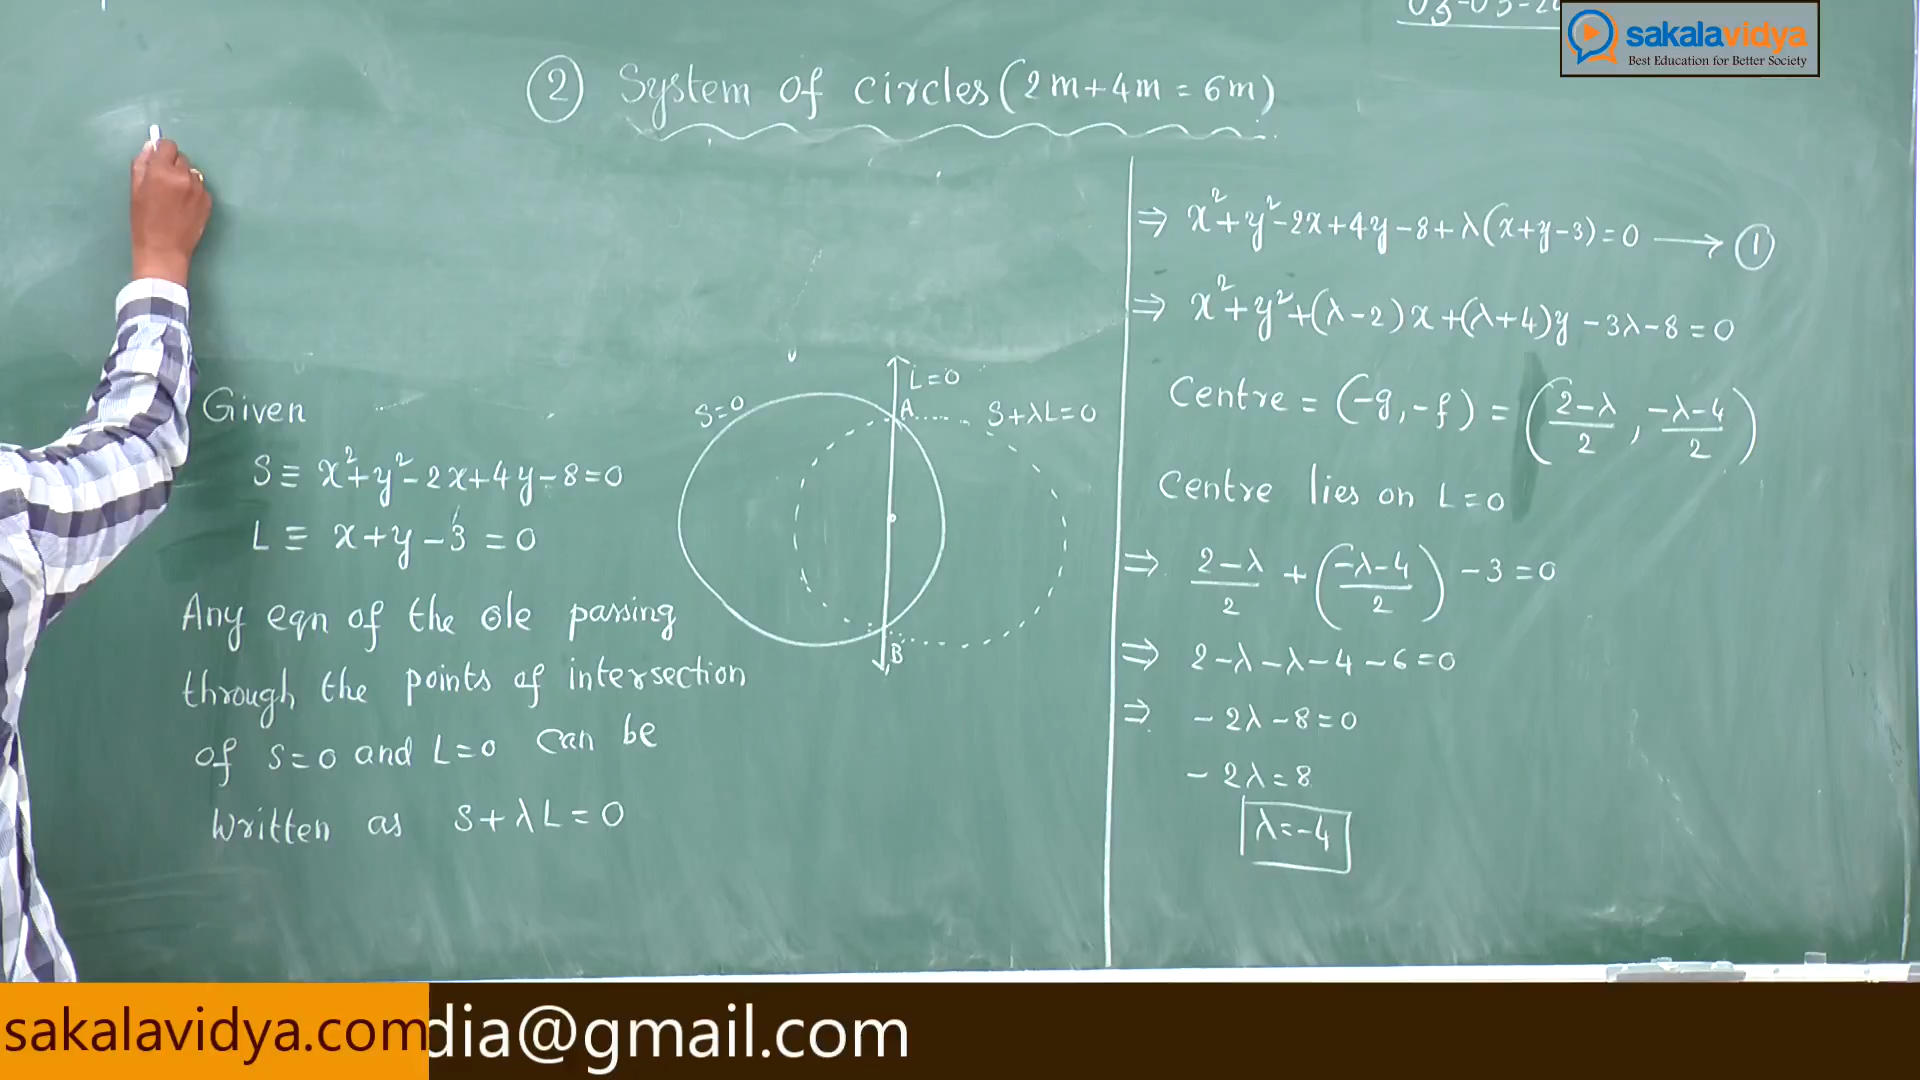 sakalavidya
Best Education for Better Society
② System of circles (2m+4m = 6m)
Given
S ≡ x²+y²-2x+4y-8=0
L ≡ x+y-3 = 0
Any eqn of the ⊙le passing
through the points of intersection
of S=0 and L=0 can be
written as S+λL=0
S=0
L=0
A
S+λL=0
B
⇒ x²+y²-2x+4y-8+λ(x+y-3)=0 → ①
⇒ x²+y²+(λ-2)x+(λ+4)y-3λ-8=0
Centre = (-g,-f) = ((2-λ)/2, (-λ-4)/2)
Centre lies on L=0
⇒ (2-λ)/2 + ((-λ-4)/2) -3=0
⇒ 2-λ-λ-4-6=0
⇒ -2λ-8=0
-2λ=8
λ=-4
sakalavidya.com
dia@gmail.com